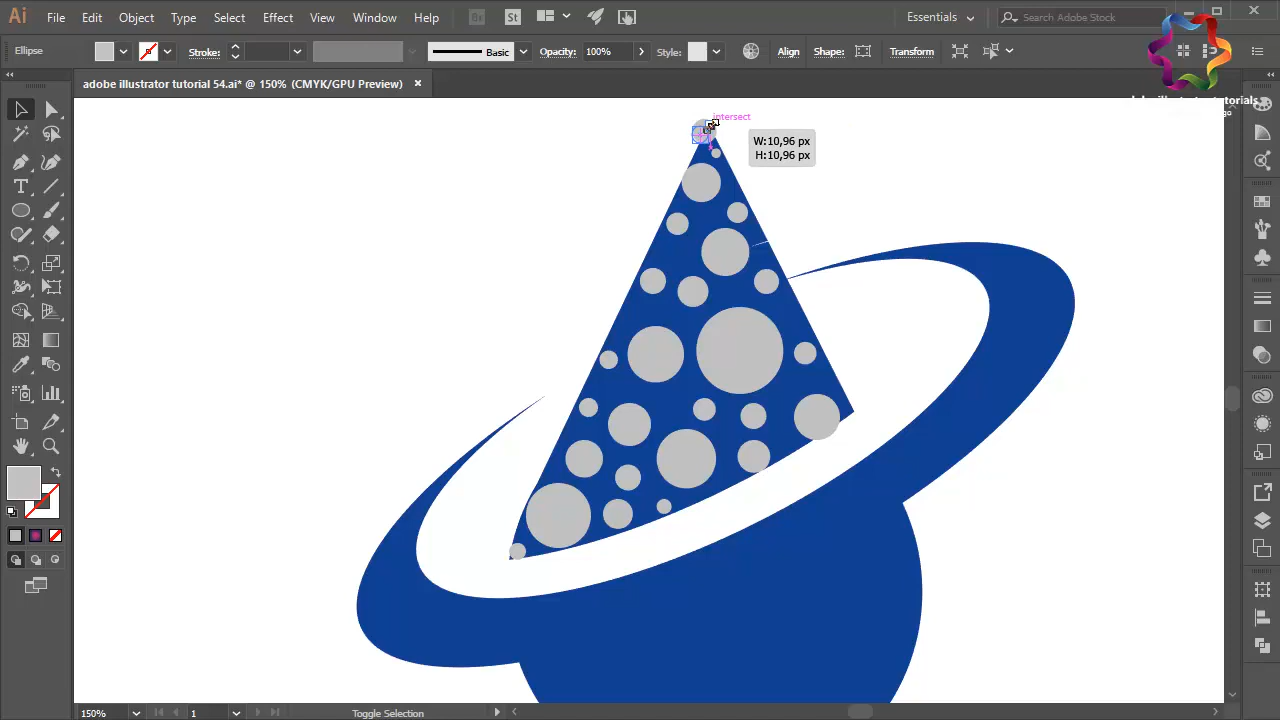 Ai File Edit Object Type Select Effect View Window Help Br St Essentials Search Adobe Stock
Ellipse Stroke: Basic Opacity: 100% Style: Align Shape: Transform
adobe illustrator tutorial 54.ai* @ 150% (CMYK/GPU Preview)
intersect
W:10,96 px
H:10,96 px
150% 1 Toggle Selection